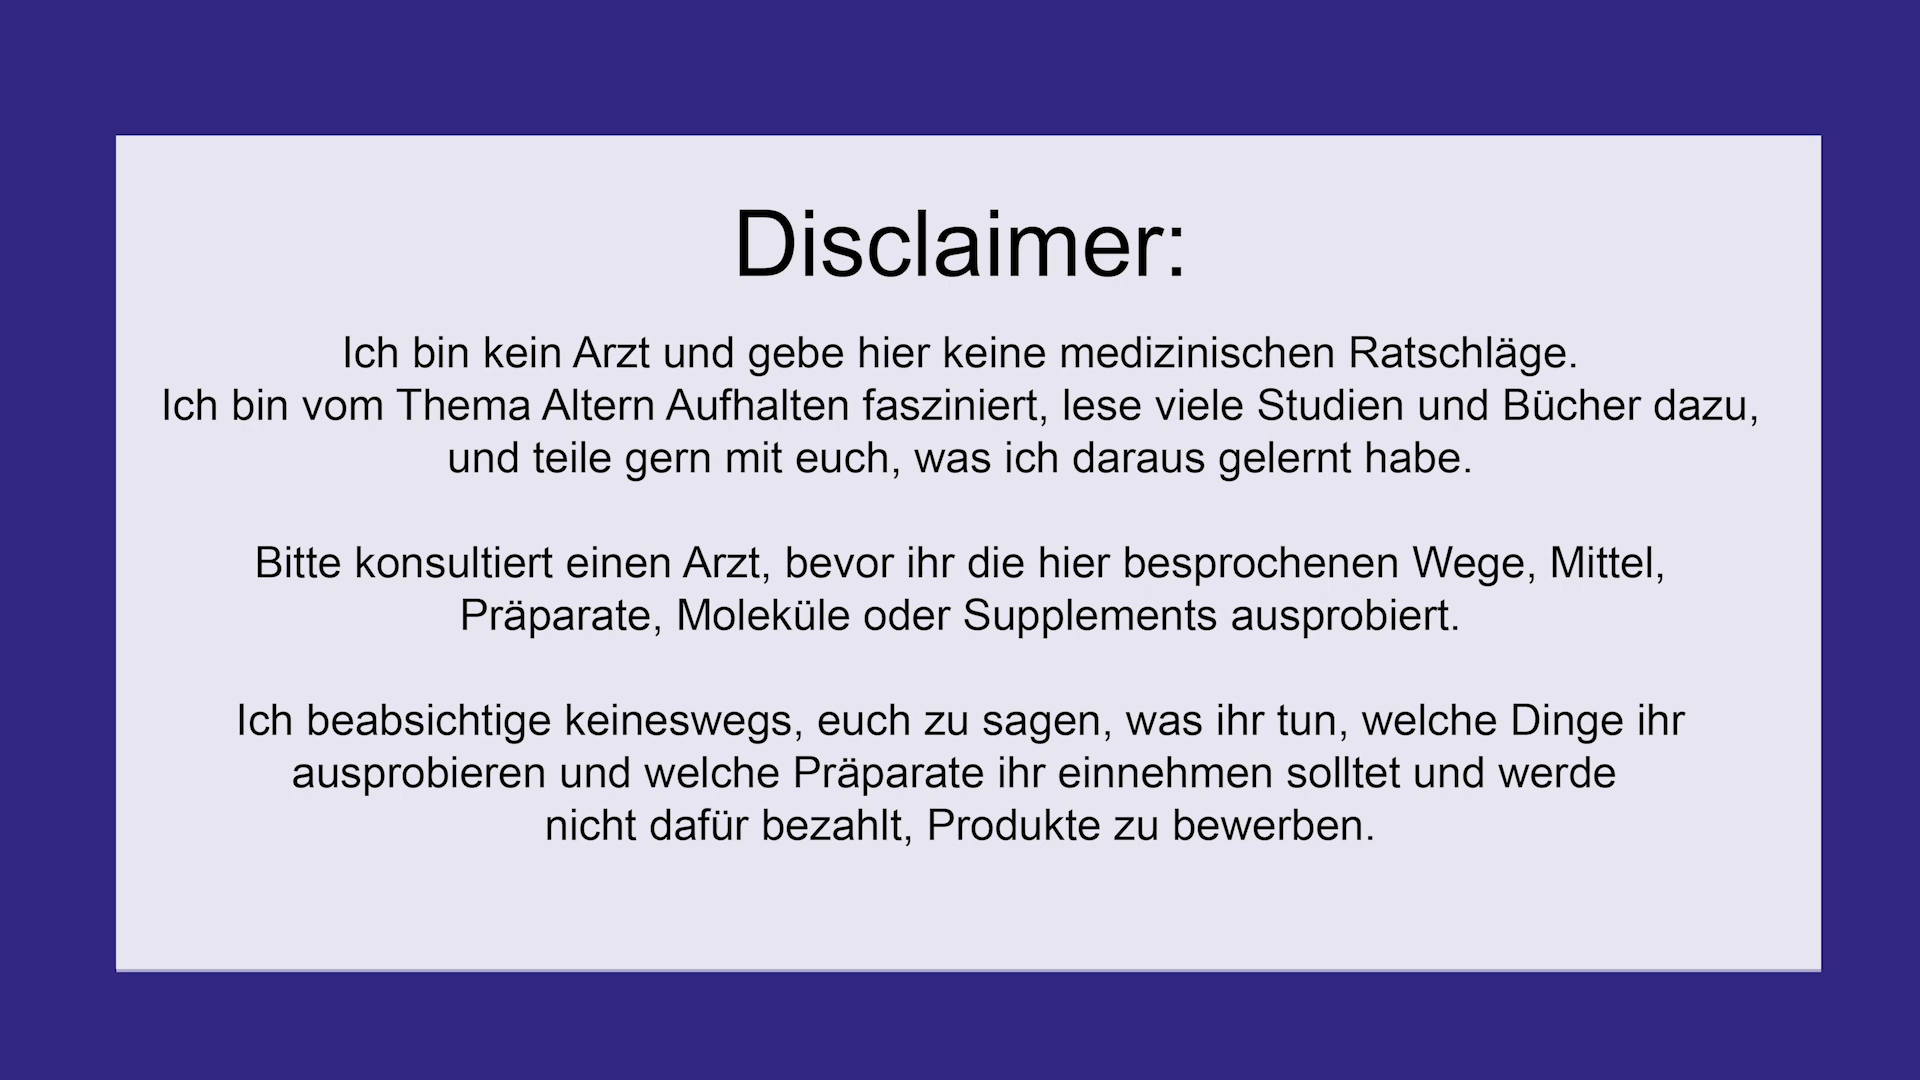 Disclaimer:
Ich bin kein Arzt und gebe hier keine medizinischen Ratschläge.
Ich bin vom Thema Altern Aufhalten fasziniert, lese viele Studien und Bücher dazu,
und teile gern mit euch, was ich daraus gelernt habe.
Bitte konsultiert einen Arzt, bevor ihr die hier besprochenen Wege, Mittel,
Präparate, Moleküle oder Supplements ausprobiert.
Ich beabsichtige keineswegs, euch zu sagen, was ihr tun, welche Dinge ihr
ausprobieren und welche Präparate ihr einnehmen solltet und werde
nicht dafür bezahlt, Produkte zu bewerben.